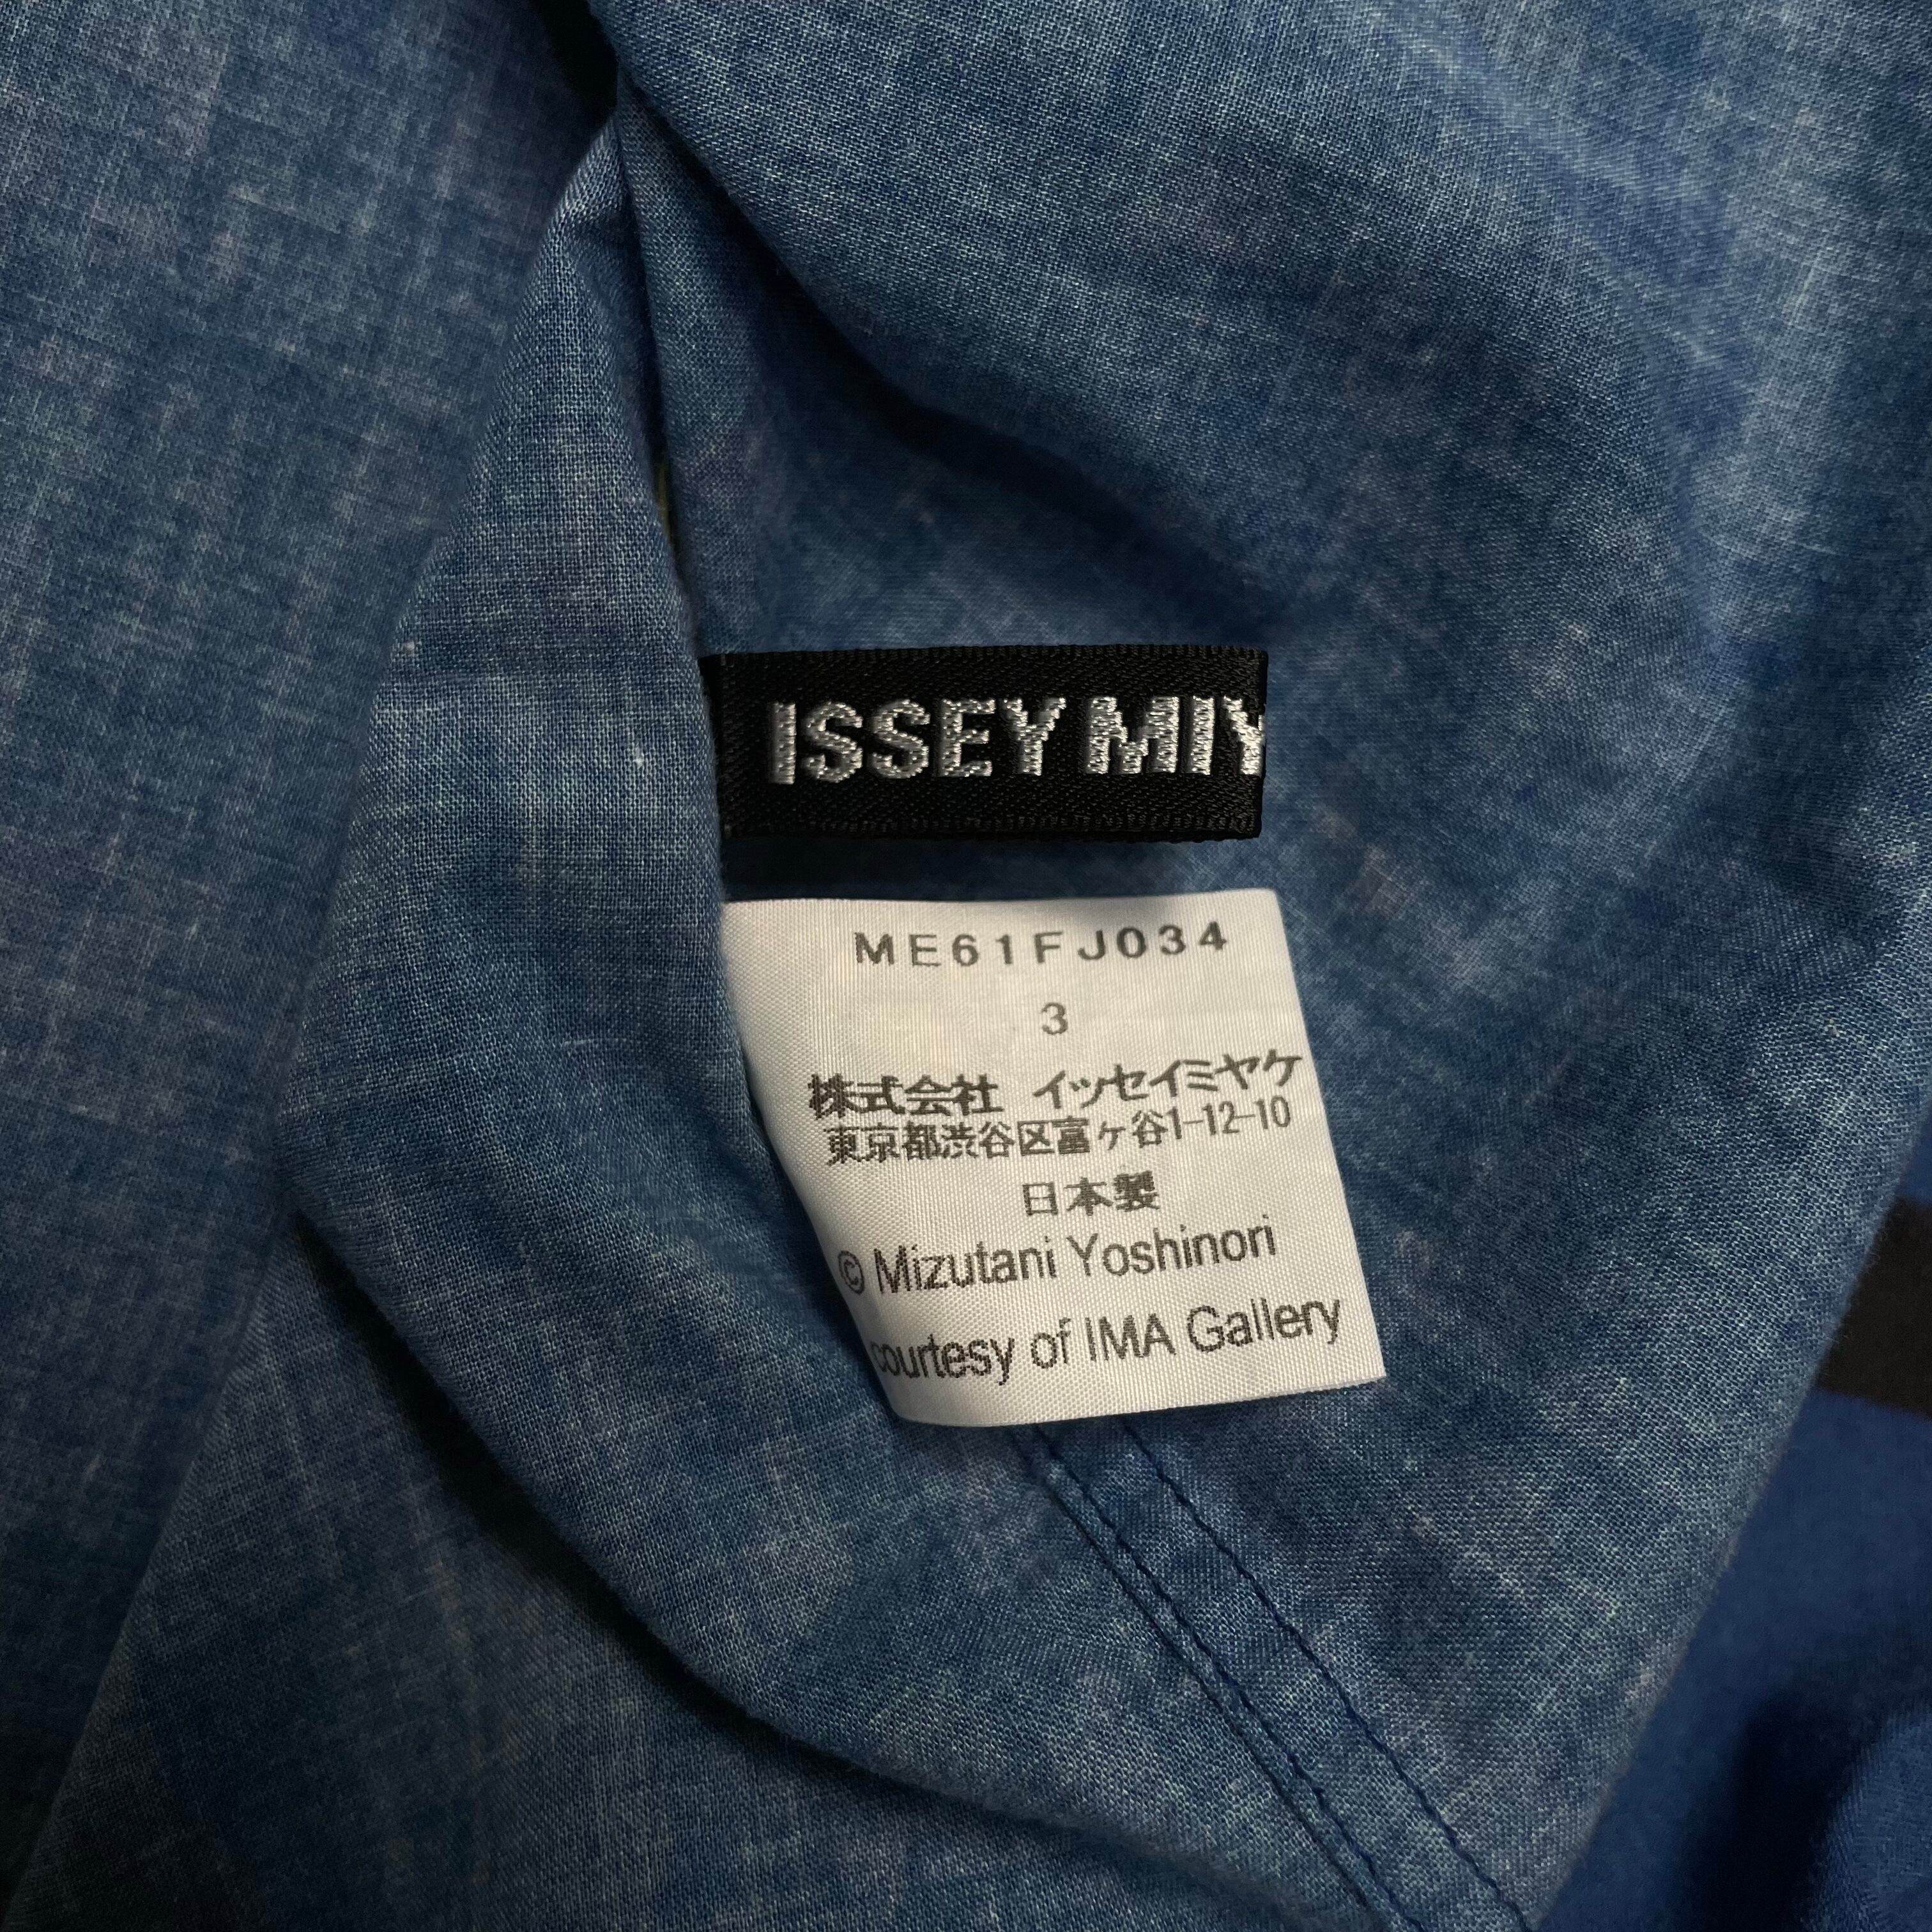 ISSEY MIY
ME61FJ034
3
株式会社 イッセイミヤケ
東京都渋谷区富ヶ谷1-12-10
日本製
© Mizutani Yoshinori
courtesy of IMA Gallery